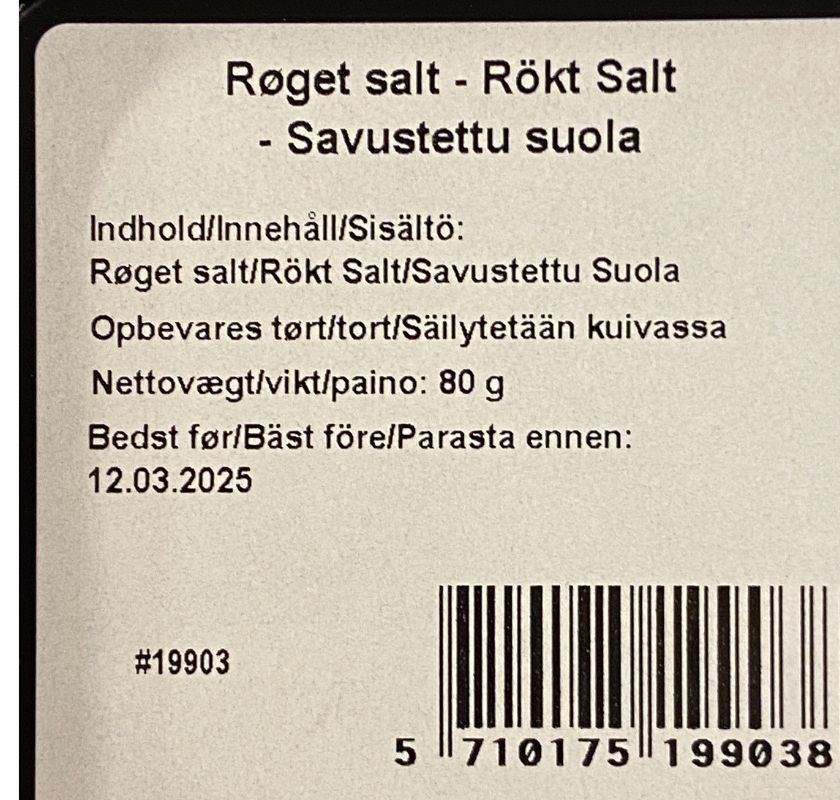 Røget salt - Rökt Salt
- Savustettu suola
Indhold/Innehåll/Sisältö:
Røget salt/Rökt Salt/Savustettu Suola
Opbevares tørt/tort/Säilytetään kuivassa
Nettovægt/vikt/paino: 80 g
Bedst før/Bäst före/Parasta ennen:
12.03.2025
#19903
5 710175 199038